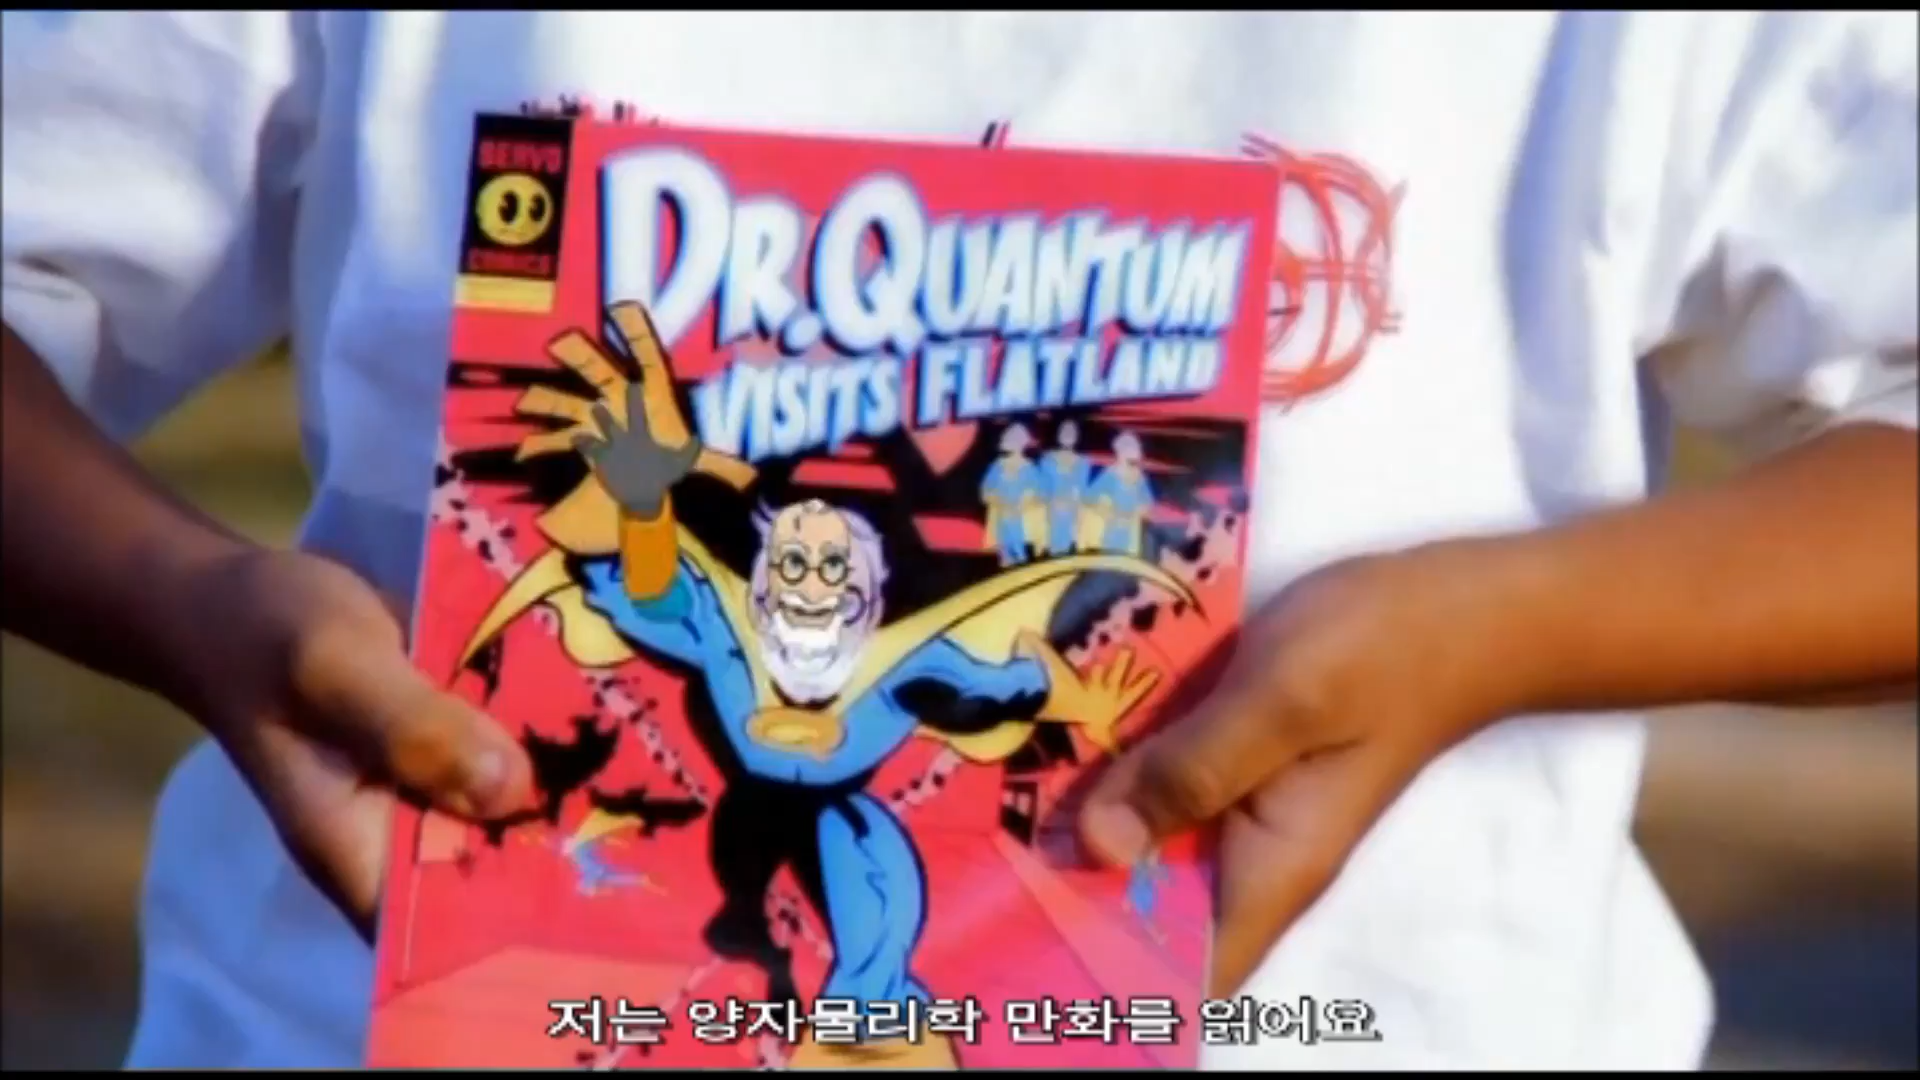 SERVO
COMICS
DR. QUANTUM
VISITS FLATLAND
저는 양자물리학 만화를 읽어요